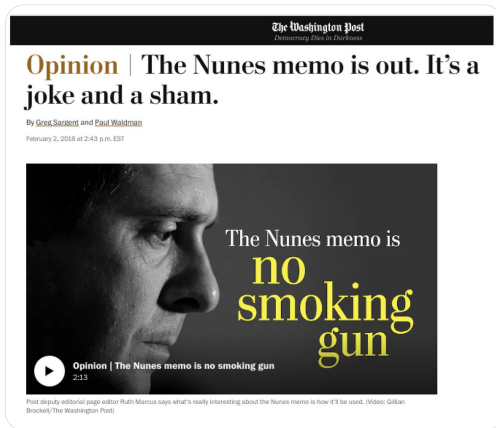 The Washington Post
Democracy Dies in Darkness
Opinion | The Nunes memo is out. It's a
joke and a sham.
By Greg Sargent and Paul Waldman
February 2, 2018 at 2:43 p.m. EST
The Nunes memo is
no
smoking
gun
Opinion | The Nunes memo is no smoking gun
2:13
Post deputy editorial page editor Ruth Marcus says what's really interesting about the Nunes memo is how it'll be used. (Video: Gillian
Brockell/The Washington Post)